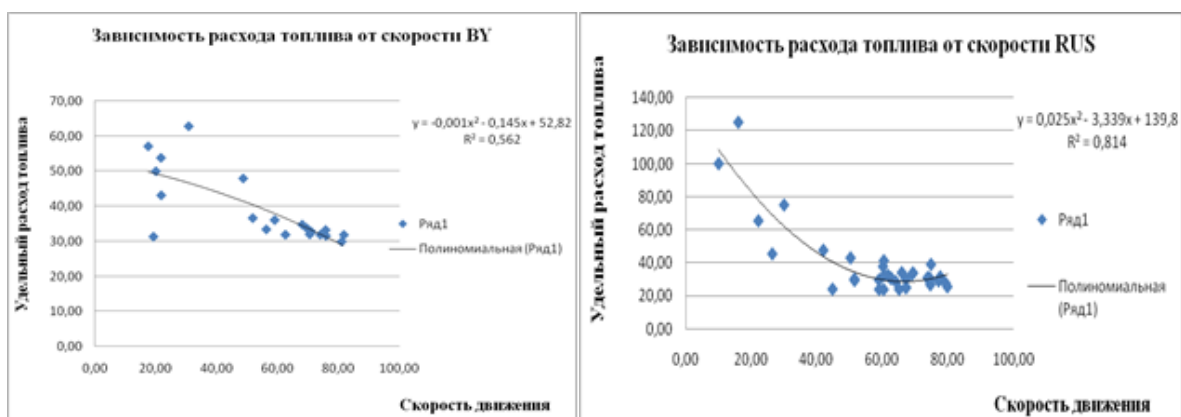 Зависимость расхода топлива от скорости BY
Удельный расход топлива
70,00
60,00
50,00
40,00
30,00
20,00
10,00
0,00
0,00 20,00 40,00 60,00 80,00 100,00
y = -0,001x² - 0,145x + 52,82
R² = 0,562
Ряд1
Полиномиальная (Ряд1)
Скорость движения
Зависимость расхода топлива от скорости RUS
Удельный расход топлива
140,00
120,00
100,00
80,00
60,00
40,00
20,00
0,00
0,00 20,00 40,00 60,00 80,00 100,00
y = 0,025x² - 3,339x + 139,8
R² = 0,814
Ряд1
Полиномиальная
(Ряд1)
Скорость движения